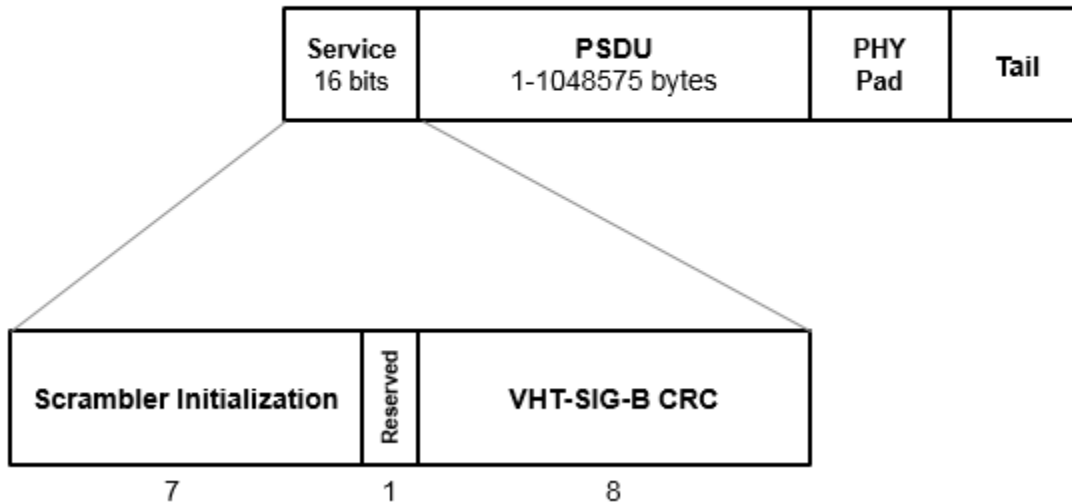 Service
16 bits
PSDU
1-1048575 bytes
PHY
Pad
Tail
Scrambler Initialization
Reserved
VHT-SIG-B CRC
7
1
8